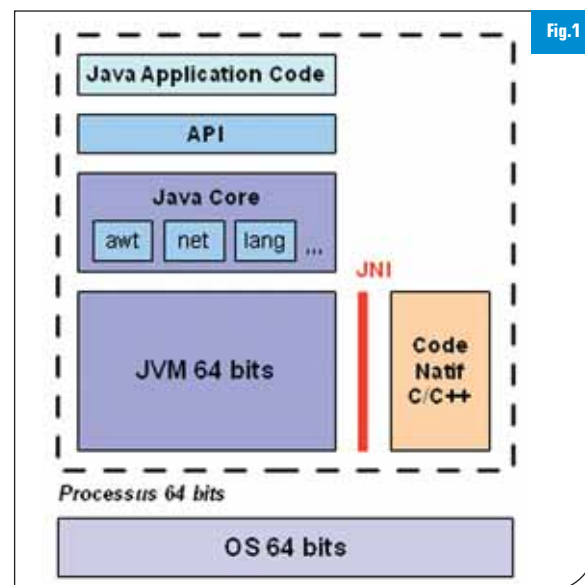 Fig.1
Java Application Code
API
Java Core
awt net lang ...
JNI
JVM 64 bits
Code
Natif
C/C++
Processus 64 bits
OS 64 bits